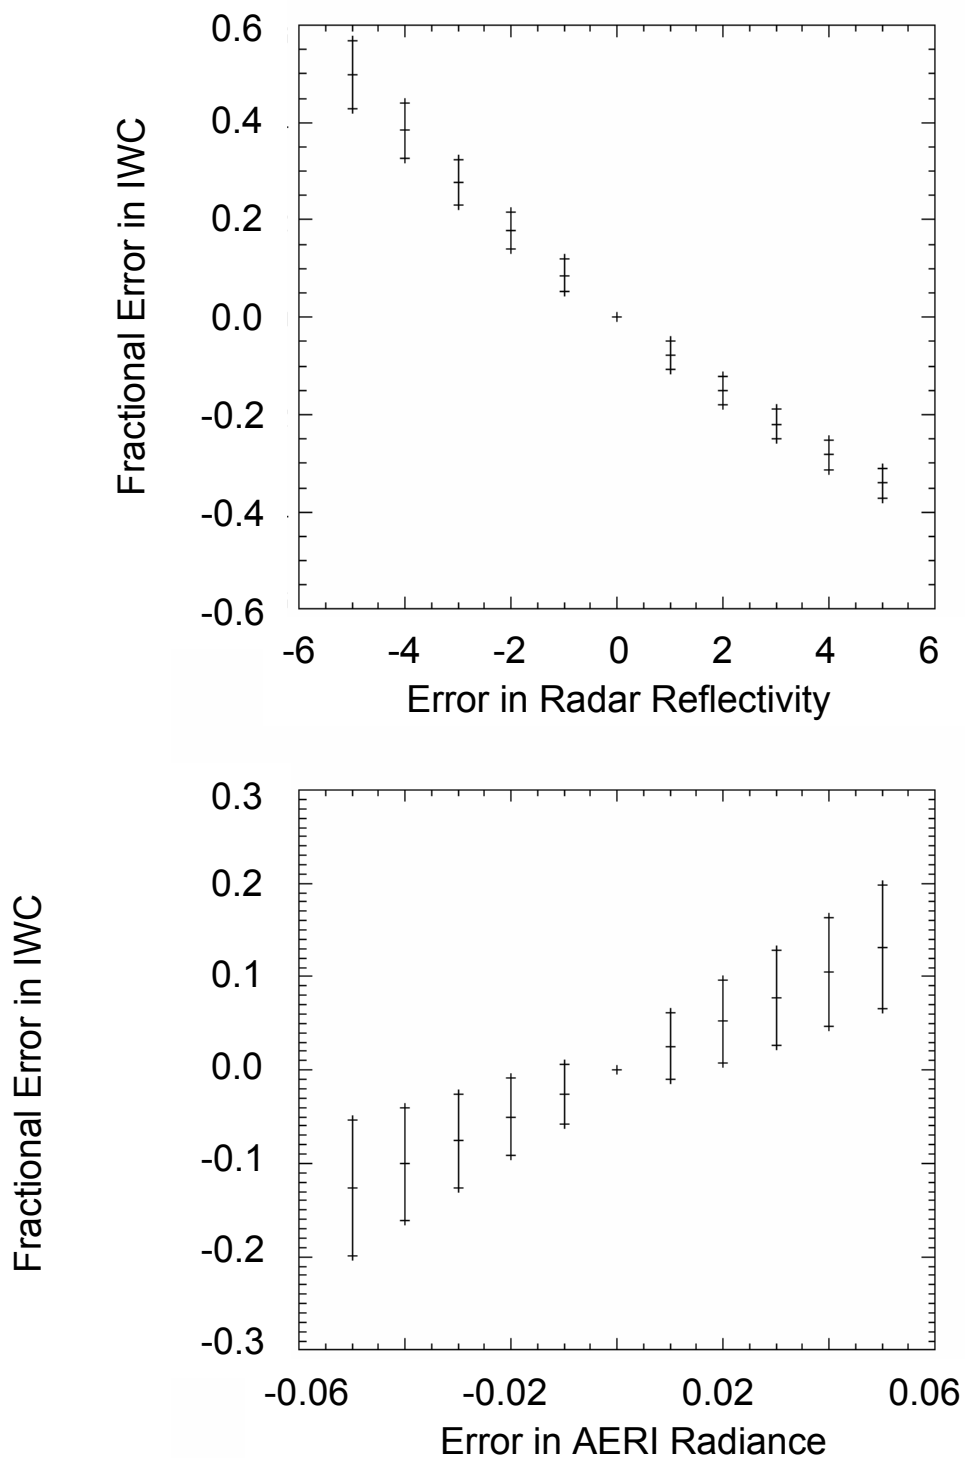 Fractional Error in IWC
0.6
0.4
0.2
0.0
-0.2
-0.4
-0.6
-6 -4 -2 0 2 4 6
Error in Radar Reflectivity
Fractional Error in IWC
0.3
0.2
0.1
0.0
-0.1
-0.2
-0.3
-0.06 -0.02 0.02 0.06
Error in AERI Radiance